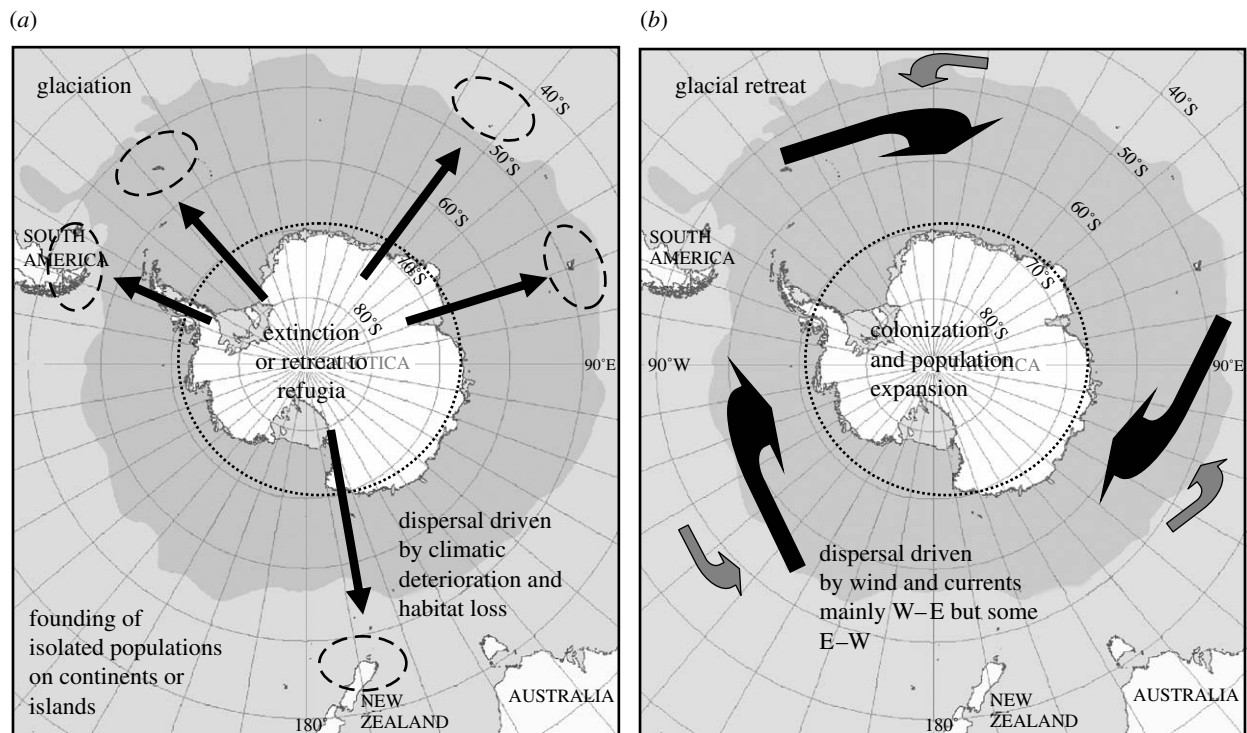 (a)
glaciation
40°S
50°S
60°S
70°S
80°S
SOUTH
AMERICA
extinction
or retreat to
refugia
90°E
dispersal driven
by climatic
deterioration and
habitat loss
founding of
isolated populations
on continents or
islands
180°
NEW
ZEALAND
AUSTRALIA
(b)
glacial retreat
40°S
50°S
60°S
70°S
80°S
SOUTH
AMERICA
90°W
colonization
and population
expansion
90°E
dispersal driven
by wind and currents
mainly W–E but some
E–W
180°
NEW
ZEALAND
AUSTRALIA